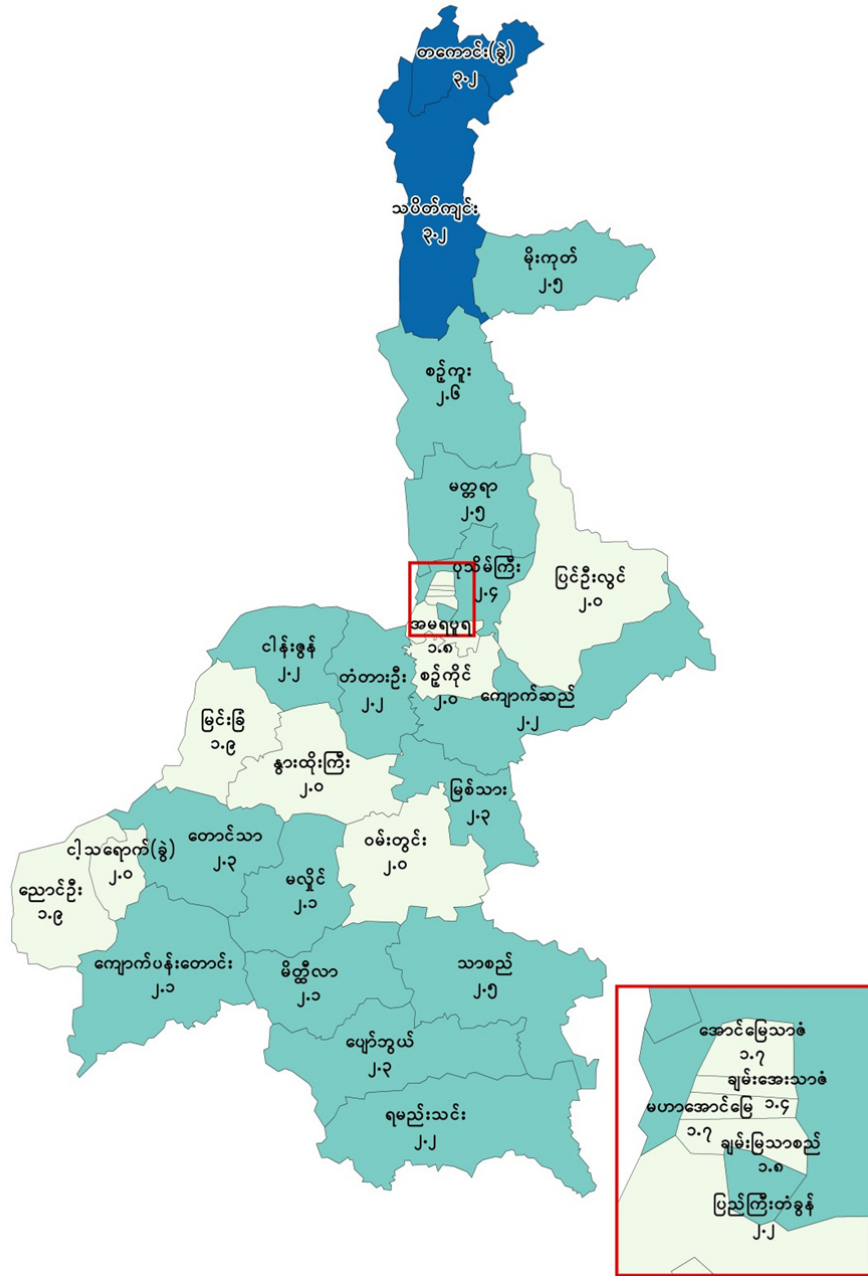 တကောင်း(ခွဲ)
၃.၂
သပိတ်ကျင်း
၃.၂
မိုးကုတ်
၂.၅
စဉ့်ကူး
၂.၆
မတ္တရာ
၂.၅
ပုသိမ်ကြီး
၂.၄
ပြင်ဦးလွင်
၂.၀
အမရပူရ
၁.၈
စဉ့်ကိုင်
၂.၀
ကျောက်ဆည်
၂.၂
ငါန်းဇွန်
၂.၂
တံတားဦး
၂.၂
မြင်းခြံ
၁.၉
နွားထိုးကြီး
၂.၀
မြစ်သား
၂.၃
တောင်သာ
၂.၃
ဝမ်းတွင်း
၂.၀
ငါ့သရောက်(ခွဲ)
၂.၀
ညောင်ဦး
၁.၉
မလှိုင်
၂.၁
ကျောက်ပန်းတောင်း
၂.၁
မိတ္ထီလာ
၂.၁
သာစည်
၂.၅
ပျော်ဘွယ်
၂.၃
ရမည်းသင်း
၂.၂
အောင်မြေသာဇံ
၁.၇
ချမ်းအေးသာဇံ
၁.၄
မဟာအောင်မြေ
၁.၇
ချမ်းမြသာစည်
၁.၈
ပြည်ကြီးတံခွန်
၂.၂